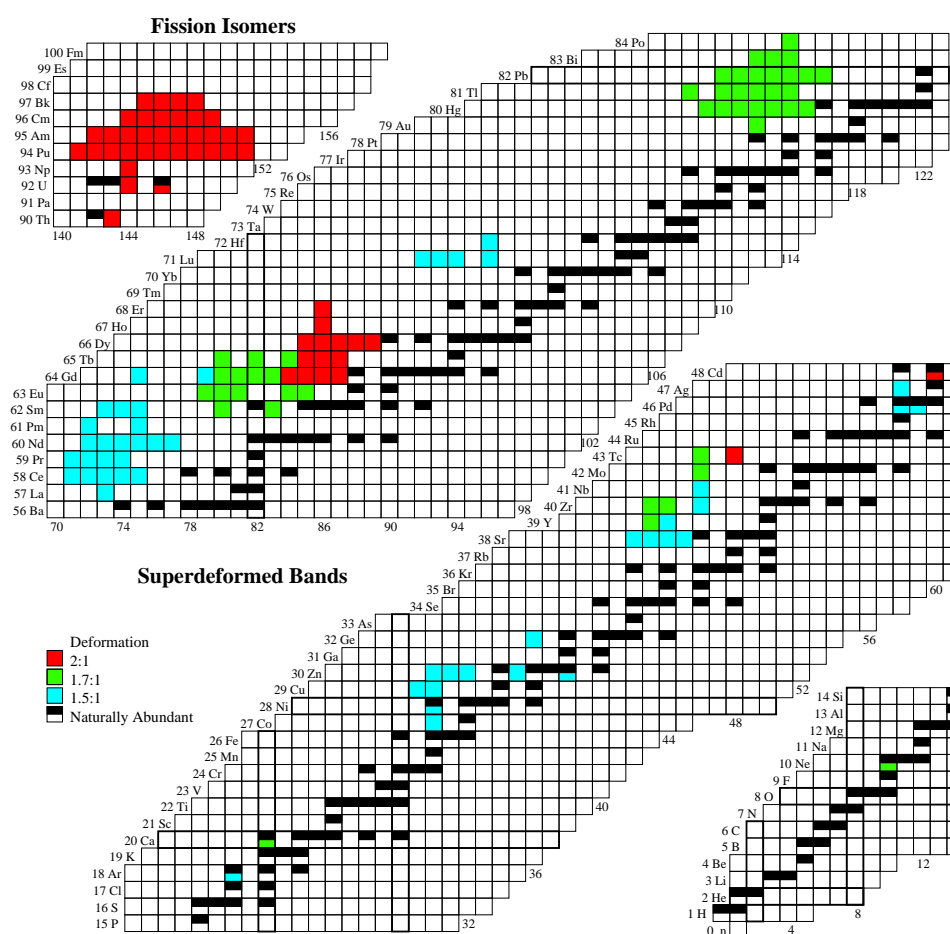 Fission Isomers
100 Fm
99 Es
98 Cf
97 Bk
96 Cm
95 Am
94 Pu
93 Np
92 U
91 Pa
90 Th
140
144
148
152
156
84 Po
83 Bi
82 Pb
81 Tl
80 Hg
79 Au
78 Pt
77 Ir
76 Os
75 Re
74 W
73 Ta
72 Hf
71 Lu
70 Yb
69 Tm
68 Er
67 Ho
66 Dy
65 Tb
64 Gd
63 Eu
62 Sm
61 Pm
60 Nd
59 Pr
58 Ce
57 La
56 Ba
70
74
78
82
86
90
94
98
102
106
110
114
118
122
48 Cd
47 Ag
46 Pd
45 Rh
44 Ru
43 Tc
42 Mo
41 Nb
40 Zr
39 Y
38 Sr
37 Rb
36 Kr
35 Br
34 Se
33 As
32 Ge
31 Ga
30 Zn
29 Cu
28 Ni
27 Co
26 Fe
25 Mn
24 Cr
23 V
22 Ti
21 Sc
20 Ca
19 K
18 Ar
17 Cl
16 S
15 P
32
36
40
44
48
52
56
60
Superdeformed Bands
Deformation
2:1
1.7:1
1.5:1
Naturally Abundant
14 Si
13 Al
12 Mg
11 Na
10 Ne
9 F
8 O
7 N
6 C
5 B
4 Be
3 Li
2 He
1 H
0 n
4
8
12